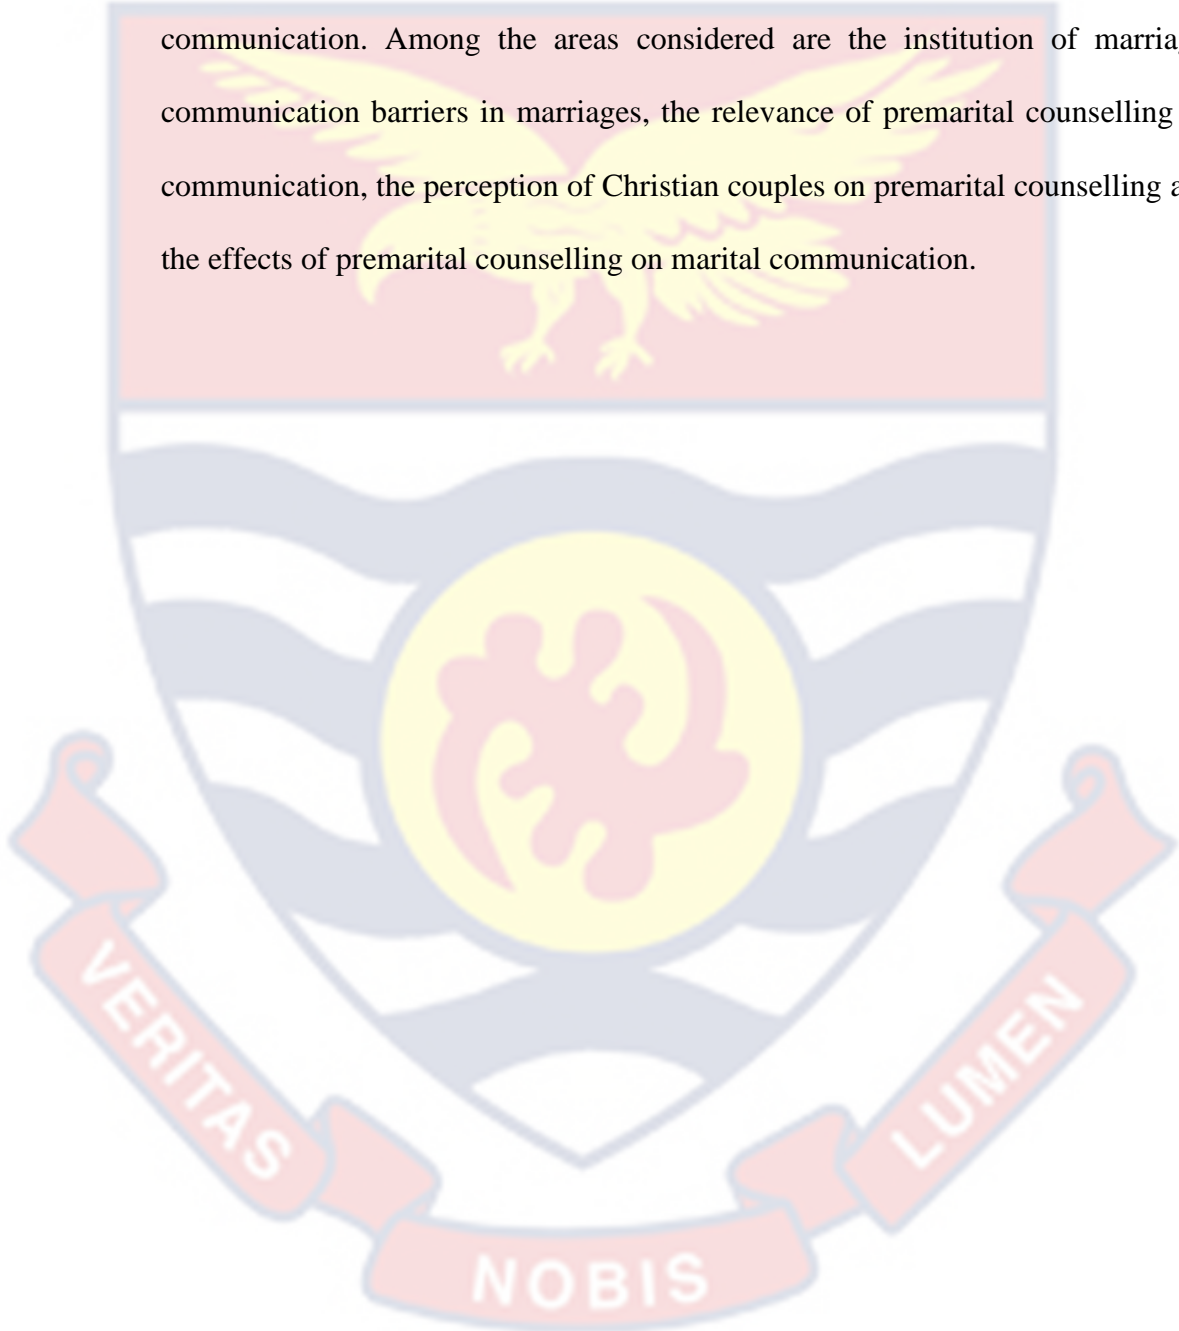 communication. Among the areas considered are the institution of marria
communication barriers in marriages, the relevance of premarital counselling
communication, the perception of Christian couples on premarital counselling a
the effects of premarital counselling on marital communication.
VERITAS
NOBIS
LUMEN